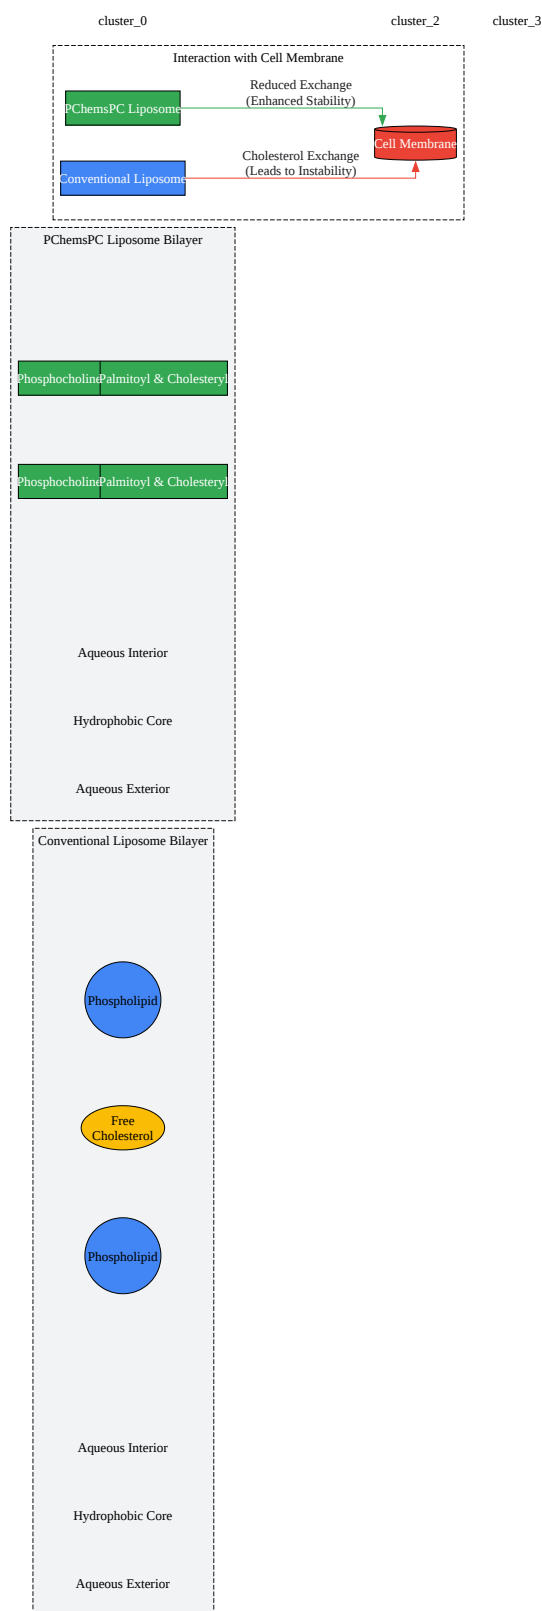 cluster_0
cluster_2
cluster_3
Interaction with Cell Membrane
PChemsPC Liposome
Reduced Exchange
(Enhanced Stability)
Cell Membrane
Conventional Liposome
Cholesterol Exchange
(Leads to Instability)
PChemsPC Liposome Bilayer
Phosphocholine
Palmitoyl & Cholesteryl
Phosphocholine
Palmitoyl & Cholesteryl
Aqueous Interior
Hydrophobic Core
Aqueous Exterior
Conventional Liposome Bilayer
Phospholipid
Free
Cholesterol
Phospholipid
Aqueous Interior
Hydrophobic Core
Aqueous Exterior